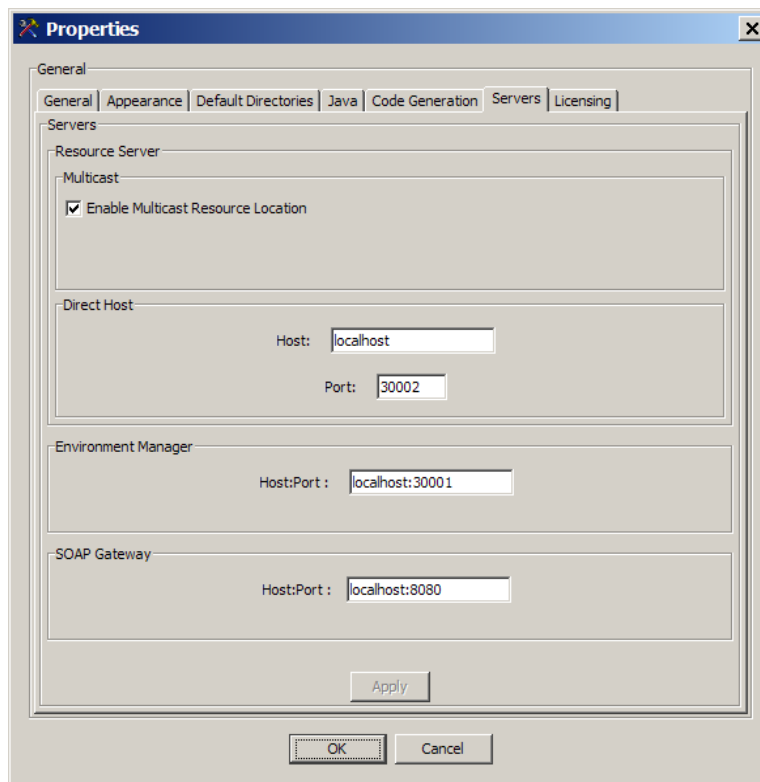 Properties
General
General Appearance Default Directories Java Code Generation Servers Licensing
Servers
Resource Server
Multicast
Enable Multicast Resource Location
Direct Host
Host: localhost
Port: 30002
Environment Manager
Host:Port : localhost:30001
SOAP Gateway
Host:Port : localhost:8080
Apply
OK Cancel